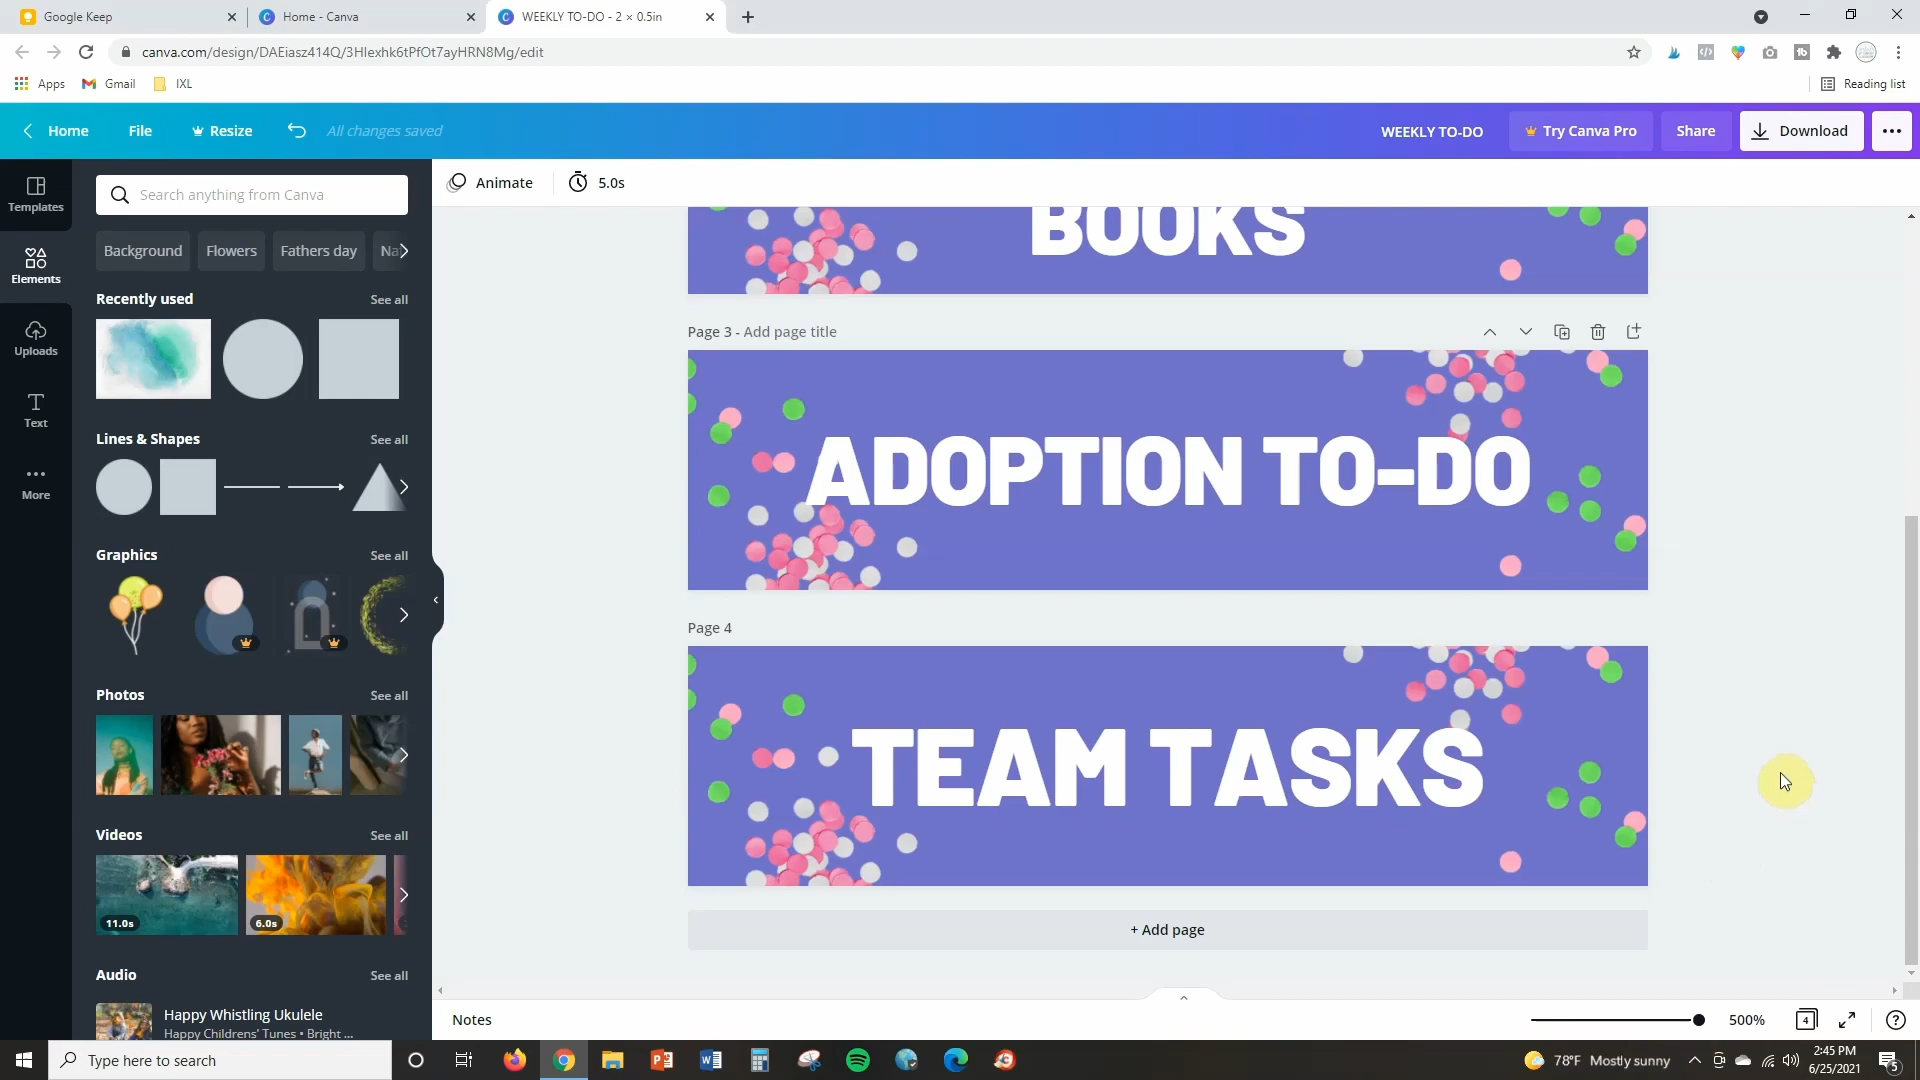 Google Keep
Home - Canva
WEEKLY TO-DO - 2 × 0.5in
canva.com/design/DAEiasz414Q/3HIexhk6tPfOt7ayHRN8Mg/edit
Apps
Gmail
IXL
Reading list
Home
File
Resize
All changes saved
WEEKLY TO-DO
Try Canva Pro
Share
Download
Templates
Elements
Uploads
Text
More
Search anything from Canva
Background
Flowers
Fathers day
Recently used
See all
Lines & Shapes
See all
Graphics
See all
Photos
See all
Videos
See all
11.0s
6.0s
Audio
See all
Happy Whistling Ukulele
Happy Childrens' Tunes • Bright ...
Animate
5.0s
BOOKS
Page 3 - Add page title
ADOPTION TO-DO
Page 4
TEAM TASKS
+ Add page
Notes
500%
4
Type here to search
78°F Mostly sunny
2:45 PM
6/25/2021
5